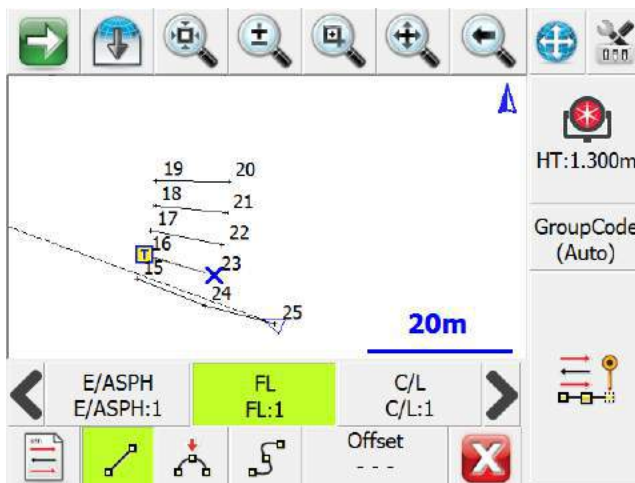 HT:1.300m
19 20
18 21
17 22
16 23
T
15 24
25
20m
GroupCode
(Auto)
E/ASPH FL C/L
E/ASPH:1 FL:1 C/L:1
Offset
- - -